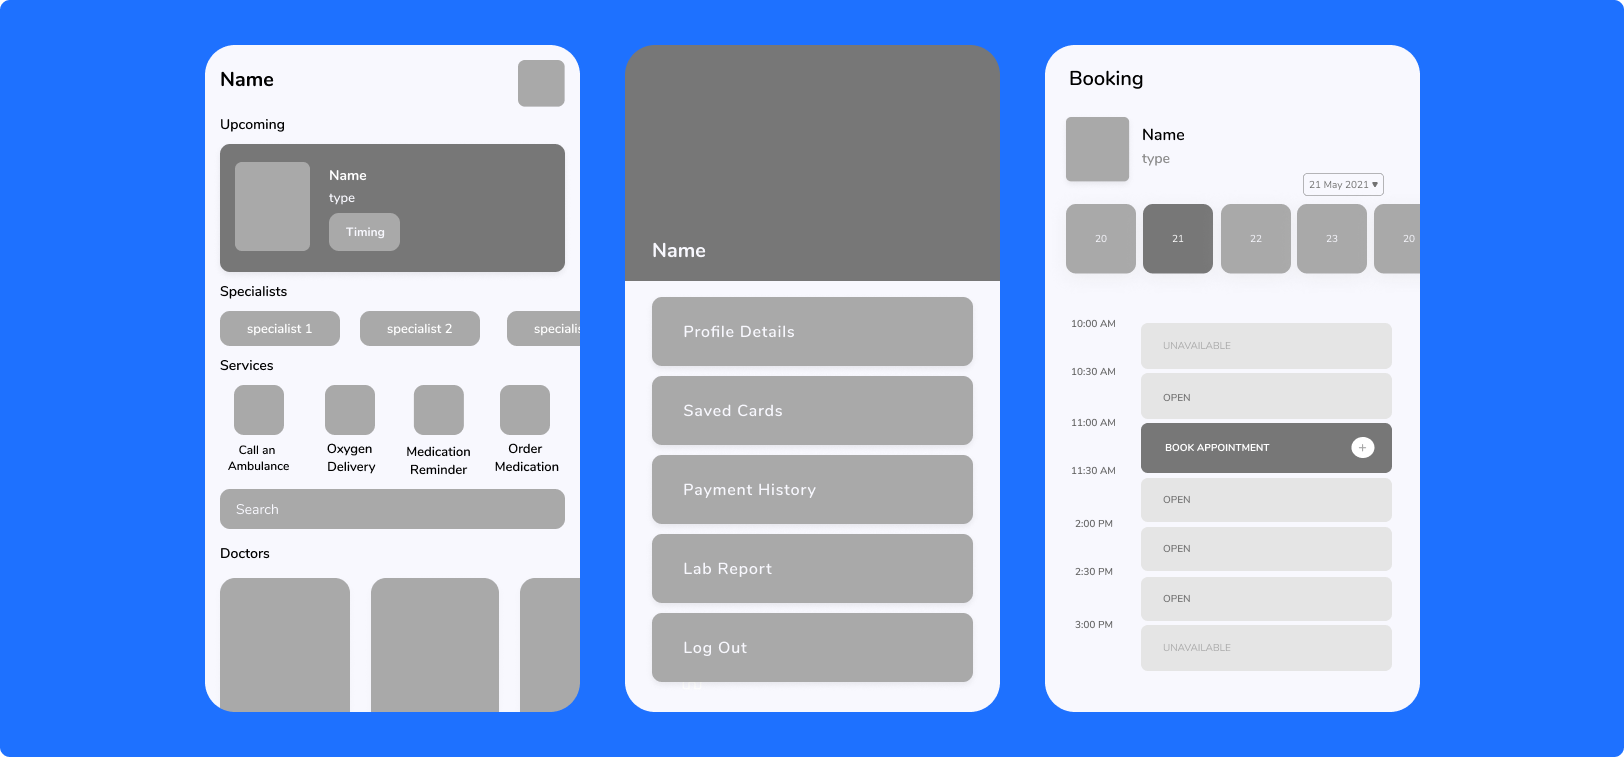 Name
Upcoming
Name
type
Timing
Specialists
specialist 1
specialist 2
specialis
Services
Call an
Ambulance
Oxygen
Delivery
Medication
Reminder
Order
Medication
Search
Doctors
Name
Profile Details
Saved Cards
Payment History
Lab Report
Log Out
Booking
Name
type
21 May 2021 ▼
20
21
22
23
20
10:00 AM
UNAVAILABLE
10:30 AM
OPEN
11:00 AM
BOOK APPOINTMENT +
11:30 AM
OPEN
2:00 PM
OPEN
2:30 PM
OPEN
3:00 PM
UNAVAILABLE